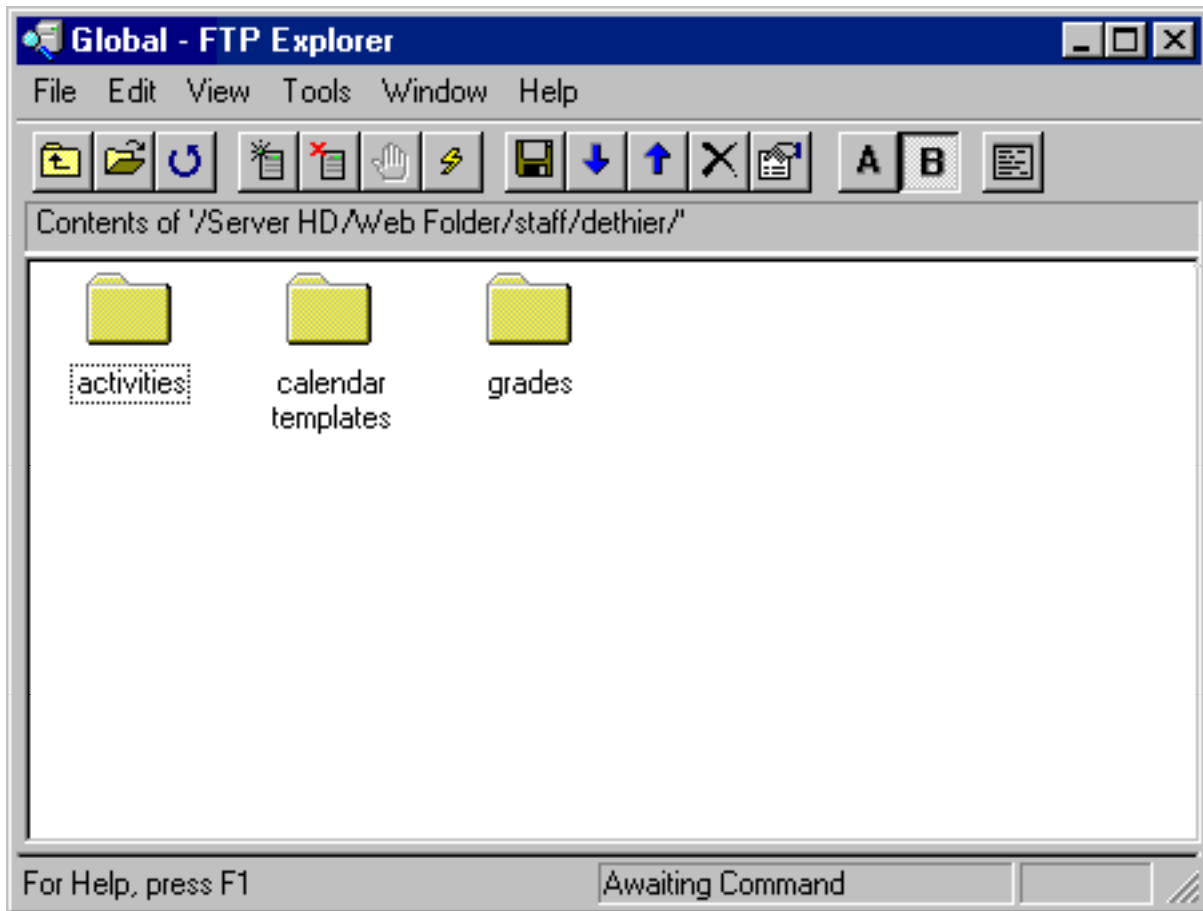 Global - FTP Explorer
File Edit View Tools Window Help
A B
Contents of '/Server HD/Web Folder/staff/dethier/'
activities calendar grades
templates
For Help, press F1 Awaiting Command